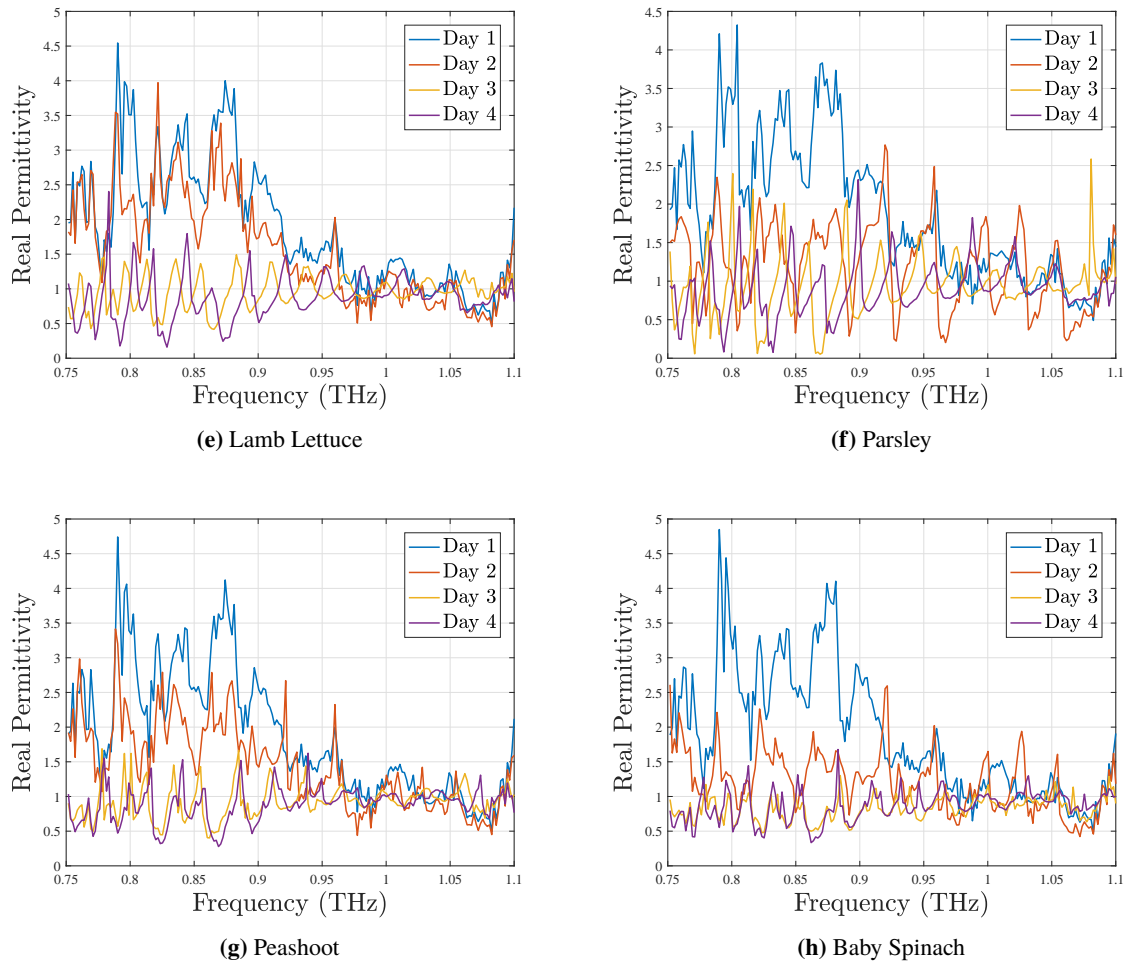 5
4.5
4
3.5
3
2.5
2
1.5
1
0.5
0
Real Permittivity
Day 1
Day 2
Day 3
Day 4
0.75 0.8 0.85 0.9 0.95 1 1.05 1.1
Frequency (THz)
(e) Lamb Lettuce
4.5
4
3.5
3
2.5
2
1.5
1
0.5
0
Real Permittivity
Day 1
Day 2
Day 3
Day 4
0.75 0.8 0.85 0.9 0.95 1 1.05 1.1
Frequency (THz)
(f) Parsley
5
4.5
4
3.5
3
2.5
2
1.5
1
0.5
0
Real Permittivity
Day 1
Day 2
Day 3
Day 4
0.75 0.8 0.85 0.9 0.95 1 1.05 1.1
Frequency (THz)
(g) Peashoot
5
4.5
4
3.5
3
2.5
2
1.5
1
0.5
0
Real Permittivity
Day 1
Day 2
Day 3
Day 4
0.75 0.8 0.85 0.9 0.95 1 1.05 1.1
Frequency (THz)
(h) Baby Spinach